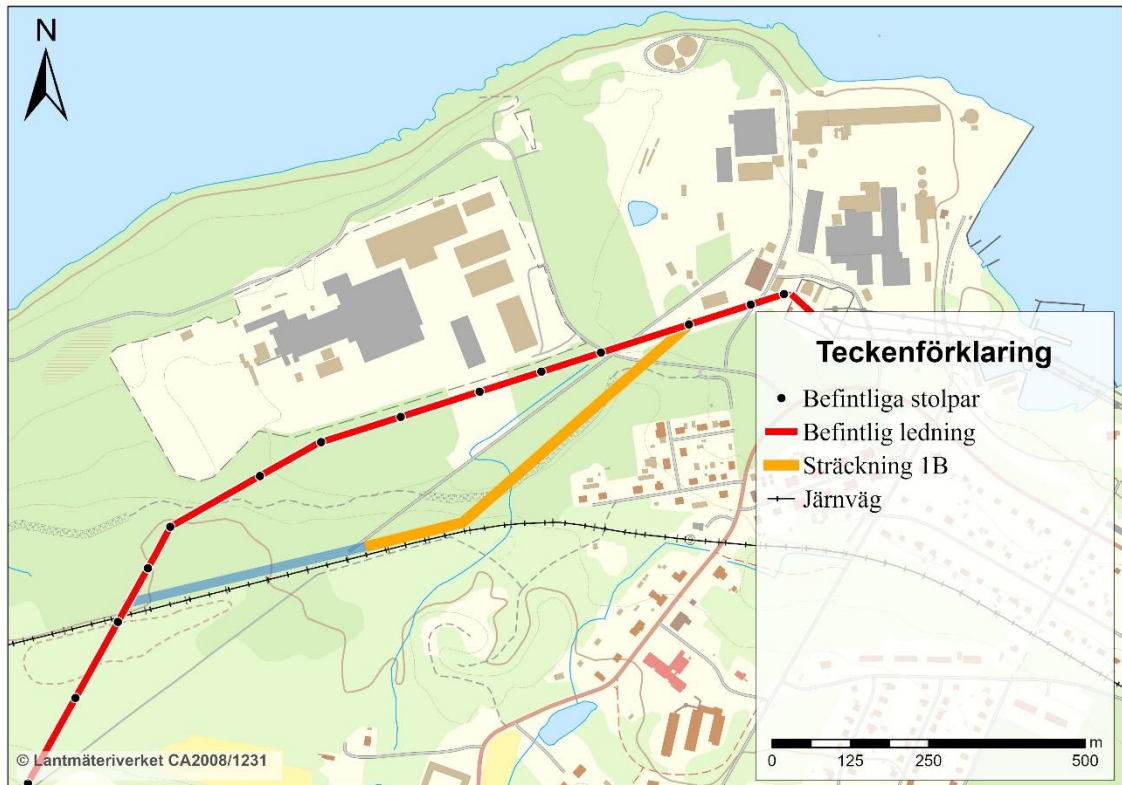 N
Teckenförklaring
Befintliga stolpar
Befintlig ledning
Sträckning 1B
Järnväg
m
0 125 250 500
© Lantmäteriverket CA2008/1231